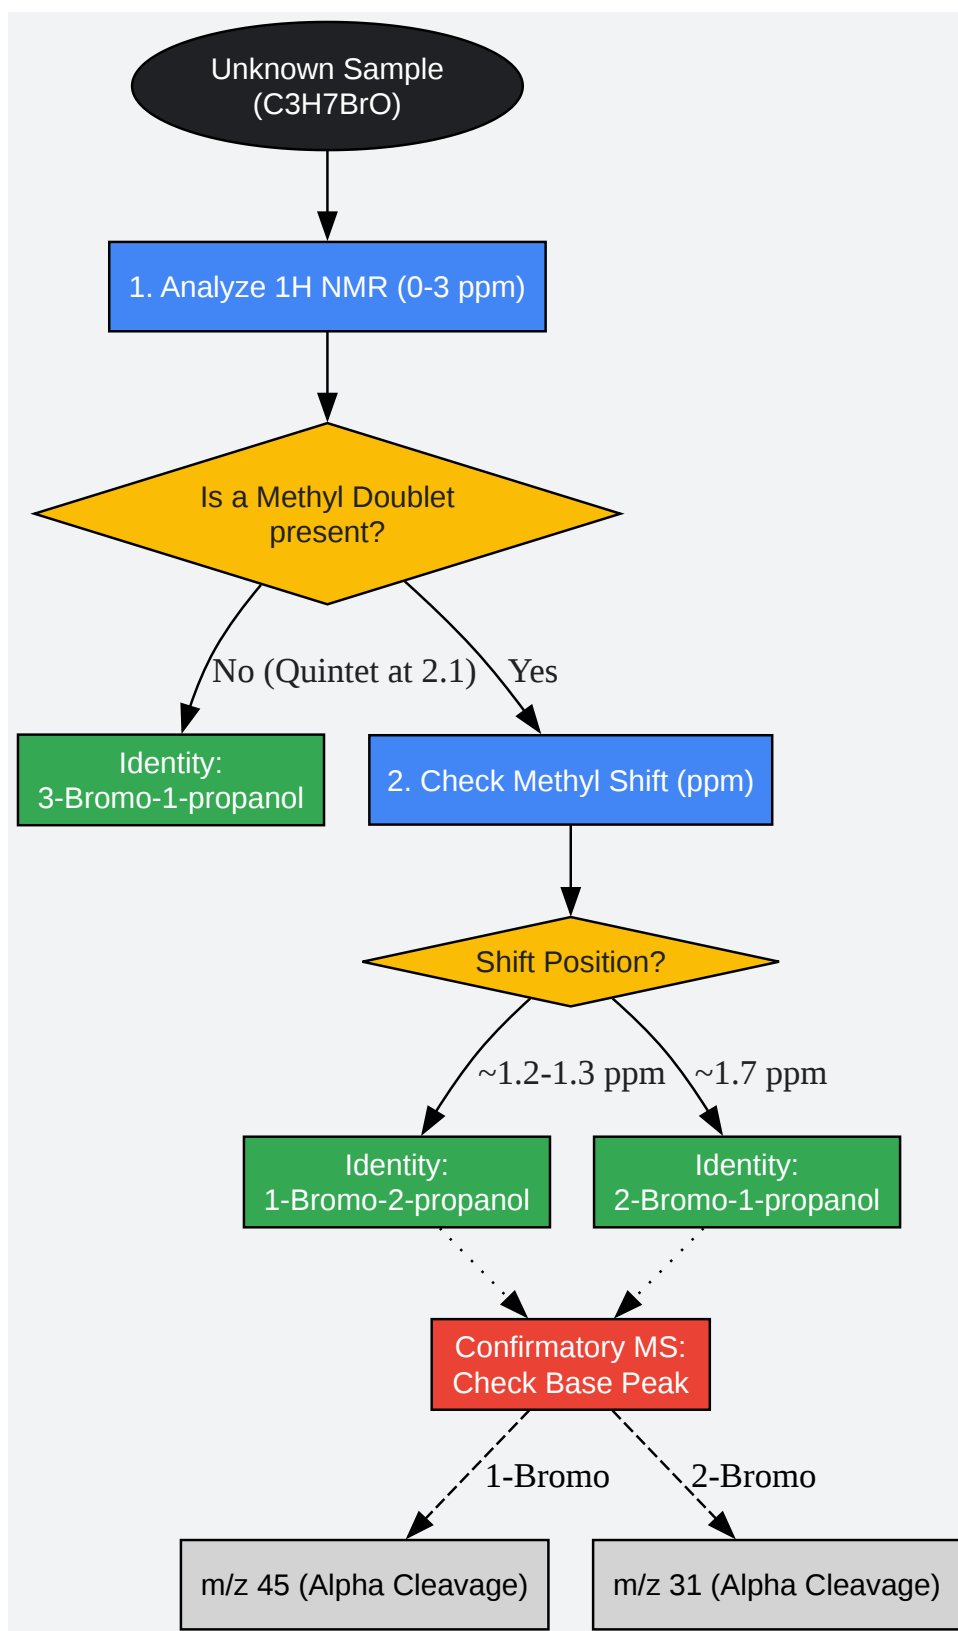 Unknown Sample
(C3H7BrO)
1. Analyze 1H NMR (0-3 ppm)
Is a Methyl Doublet
present?
No (Quintet at 2.1)
Yes
Identity:
3-Bromo-1-propanol
2. Check Methyl Shift (ppm)
Shift Position?
~1.2-1.3 ppm
~1.7 ppm
Identity:
1-Bromo-2-propanol
Identity:
2-Bromo-1-propanol
Confirmatory MS:
Check Base Peak
1-Bromo
2-Bromo
m/z 45 (Alpha Cleavage)
m/z 31 (Alpha Cleavage)